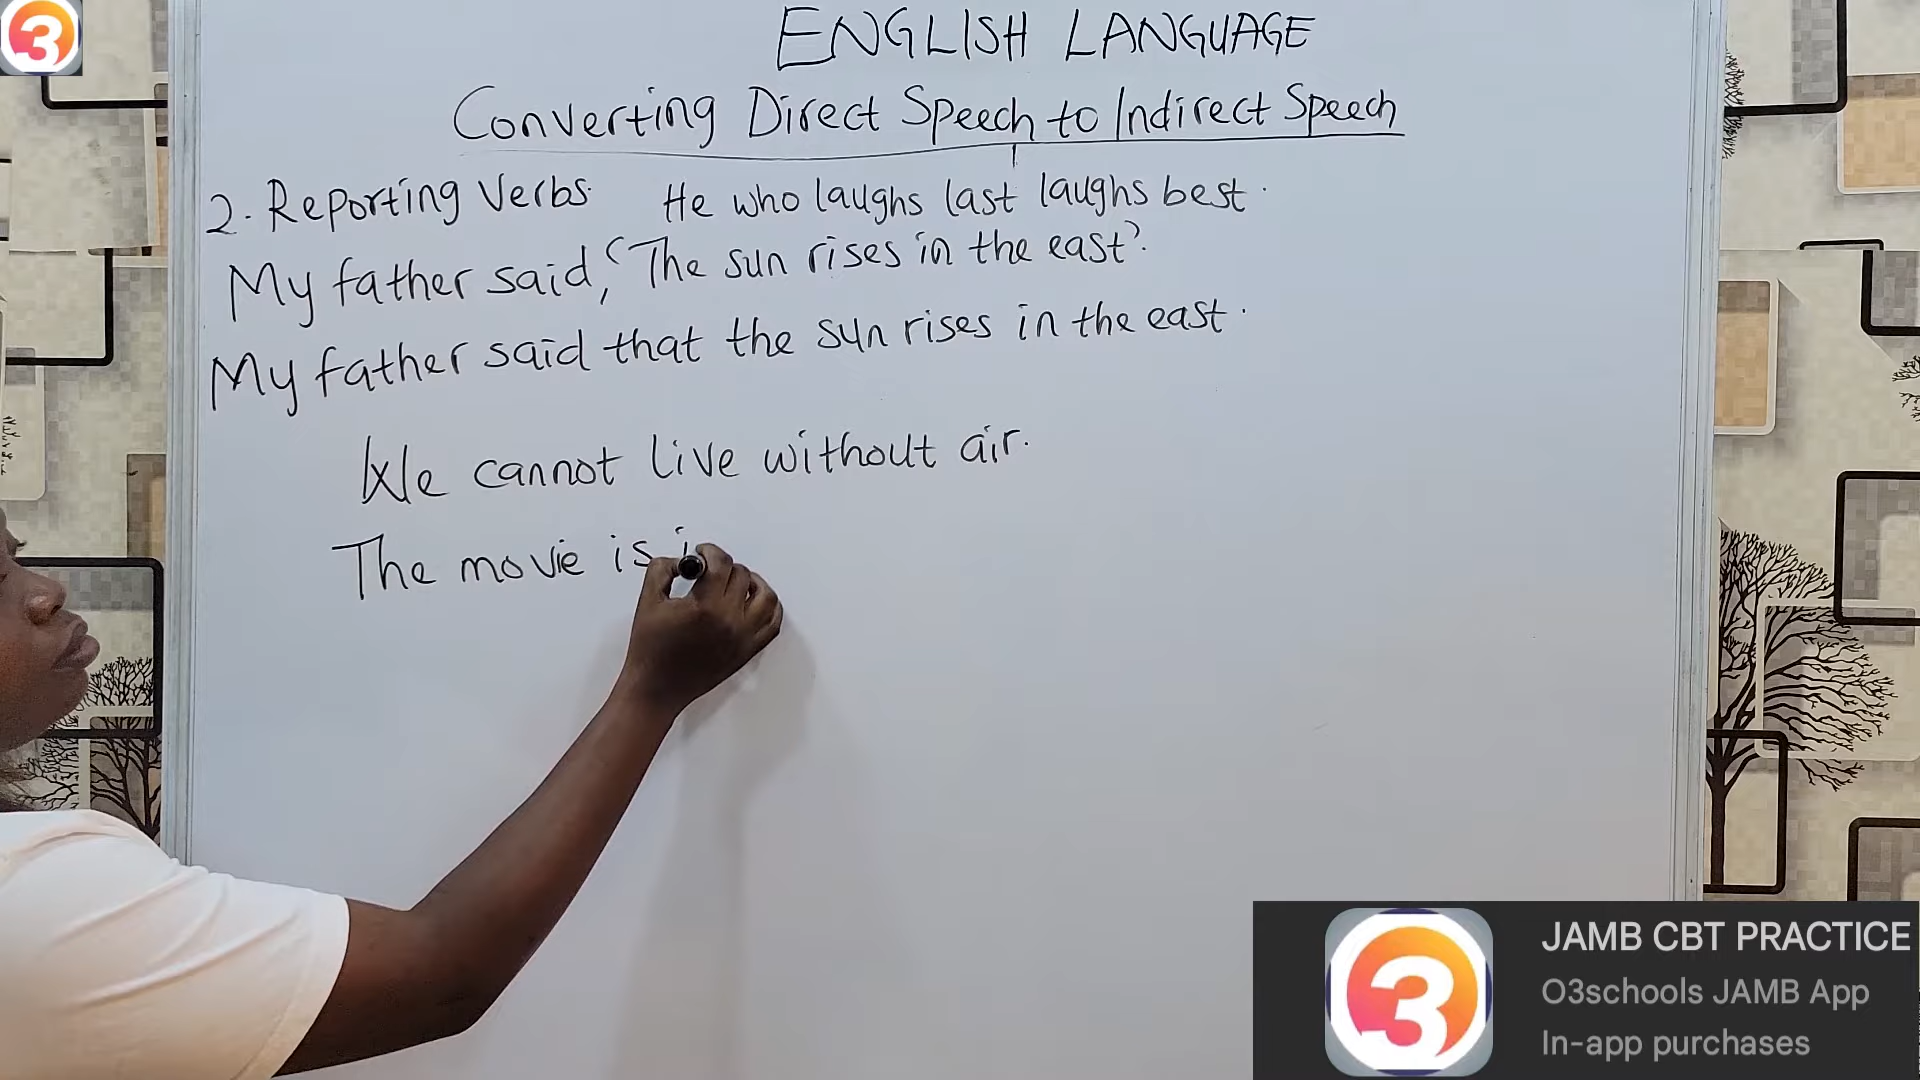 3
ENGLISH LANGUAGE
Converting Direct Speech to Indirect Speech
2. Reporting Verbs. He who laughs last laughs best.
My father said, 'The sun rises in the east'.
My father said that the sun rises in the east.
We cannot live without air.
The movie is i
3
JAMB CBT PRACTICE
O3schools JAMB App
In-app purchases